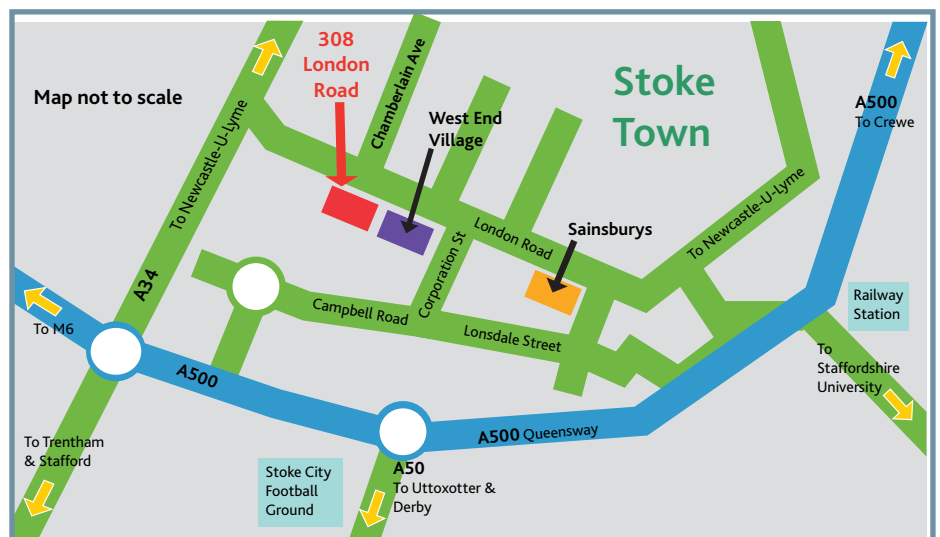 308
London
Road
Map not to scale
Chamberlain Ave
West End
Village
Stoke
Town
A500
To Crewe
To Newcastle-U-Lyme
A34
To Newcastle-U-Lyme
London Road
Sainsburys
Corporation St
Campbell Road
Lonsdale Street
Railway
Station
To M6
A500
To
Staffordshire
University
A500 Queensway
To Trentham
& Stafford
Stoke City
Football
Ground
A50
To Uttoxotter &
Derby